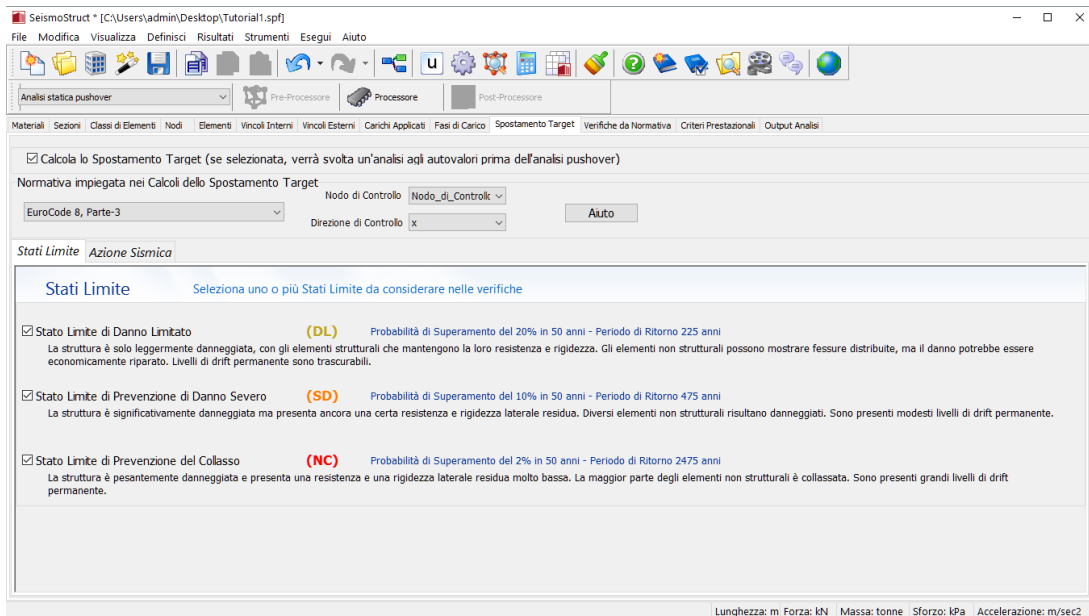 SeismoStruct * [C:\Users\admin\Desktop\Tutorial1.spf]
File Modifica Visualizza Definisci Risultati Strumenti Esegui Aiuto
u
Analisi statica pushover Pre-Processore Processore Post-Processore
Materiali Sezioni Classi di Elementi Nodi Elementi Vincoli Interni Vincoli Esterni Carichi Applicati Fasi di Carico Spostamento Target Verifiche da Normativa Criteri Prestazionali Output Analisi
Calcola lo Spostamento Target (se selezionata, verrà svolta un'analisi agli autovalori prima dell'analisi pushover)
Normativa impiegata nei Calcoli dello Spostamento Target
Nodo di Controllo Nodo_di_Controllc
EuroCode 8, Parte-3 Aiuto
Direzione di Controllo x
Stati Limite Azione Sismica
Stati Limite Seleziona uno o più Stati Limite da considerare nelle verifiche
Stato Limite di Danno Limitato (DL) Probabilità di Superamento del 20% in 50 anni - Periodo di Ritorno 225 anni
La struttura è solo leggermente danneggiata, con gli elementi strutturali che mantengono la loro resistenza e rigidezza. Gli elementi non strutturali possono mostrare fessure distribuite, ma il danno potrebbe essere
economicamente riparato. Livelli di drift permanente sono trascurabili.
Stato Limite di Prevenzione di Danno Severo (SD) Probabilità di Superamento del 10% in 50 anni - Periodo di Ritorno 475 anni
La struttura è significativamente danneggiata ma presenta ancora una certa resistenza e rigidezza laterale residua. Diversi elementi non strutturali risultano danneggiati. Sono presenti modesti livelli di drift permanente.
Stato Limite di Prevenzione del Collasso (NC) Probabilità di Superamento del 2% in 50 anni - Periodo di Ritorno 2475 anni
La struttura è pesantemente danneggiata e presenta una resistenza e una rigidezza laterale residua molto bassa. La maggior parte degli elementi non strutturali è collassata. Sono presenti grandi livelli di drift
permanente.
Lunghezza: m Forza: kN Massa: tonne Sforzo: kPa Accelerazione: m/sec2